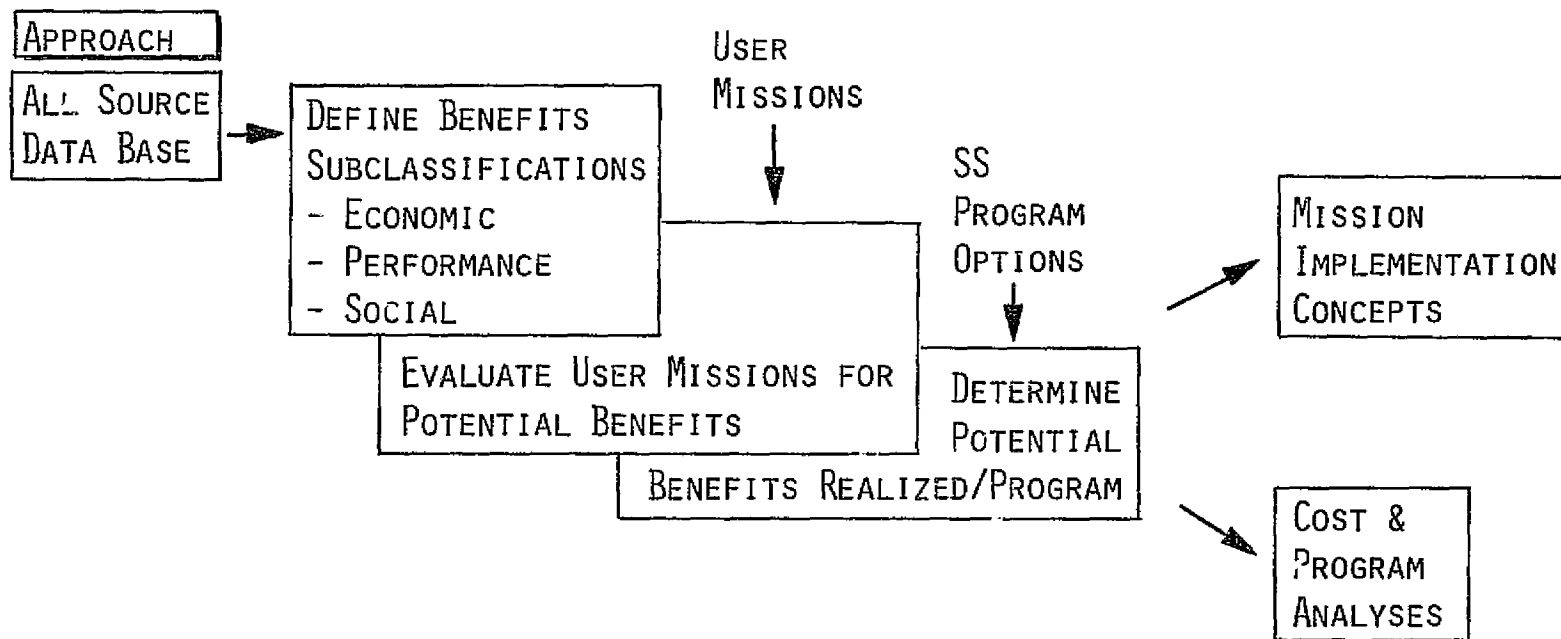 APPROACH
ALL SOURCE
DATA BASE
DEFINE BENEFITS
SUBCLASSIFICATIONS
- ECONOMIC
- PERFORMANCE
- SOCIAL
USER
MISSIONS
EVALUATE USER MISSIONS FOR
POTENTIAL BENEFITS
SS
PROGRAM
OPTIONS
DETERMINE
POTENTIAL
BENEFITS REALIZED/PROGRAM
MISSION
IMPLEMENTATION
CONCEPTS
COST &
PROGRAM
ANALYSES